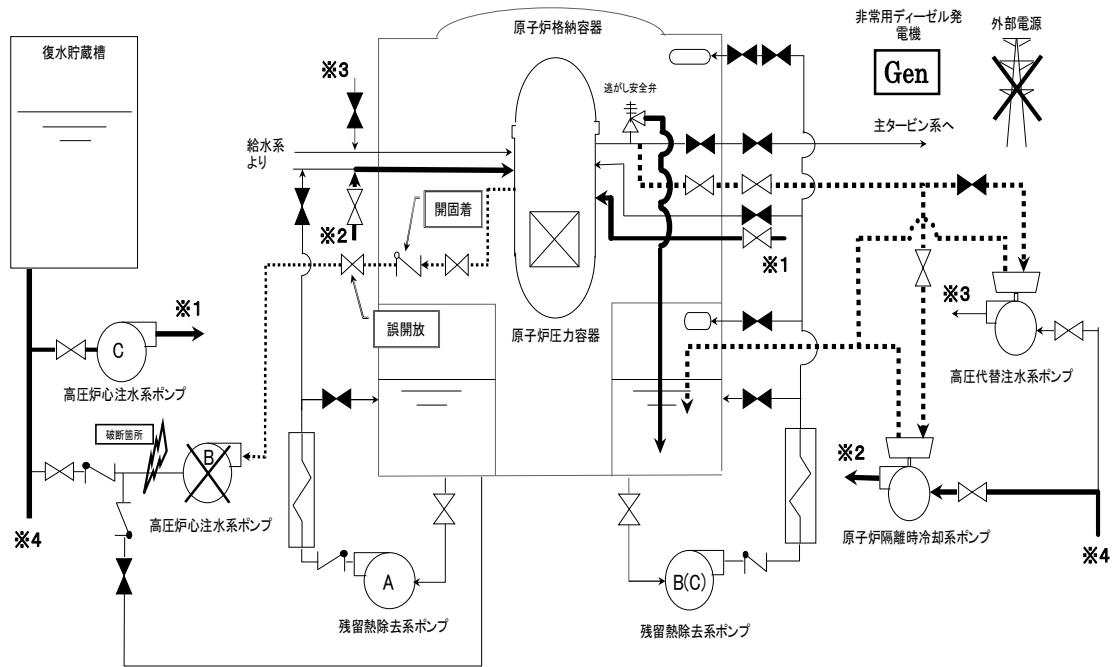 原子炉格納容器
非常用ディーゼル発
電機
外部電源
復水貯蔵槽
Gen
※3
逃がし安全弁
主タービン系へ
給水系
より
開固着
※2
※1
※1
誤開放
原子炉圧力容器
※3
C
高圧炉心注水系ポンプ
高圧代替注水系ポンプ
破断箇所
B
※2
高圧炉心注水系ポンプ
※4
原子炉隔離時冷却系ポンプ
※4
A
B(C)
残留熱除去系ポンプ
残留熱除去系ポンプ